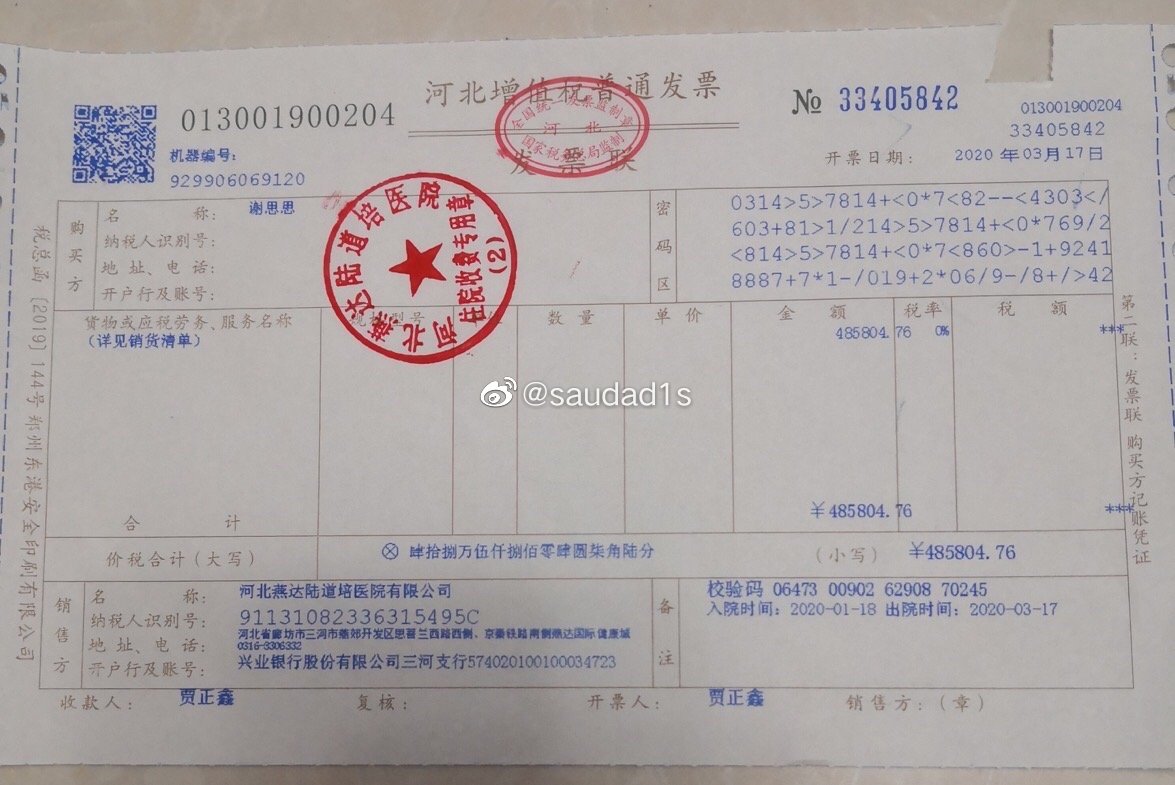 河北增值税普通发票
发票联
全国统一发票监制章
河北
国家税务总局监制
013001900204
№ 33405842
013001900204
33405842
机器编号:
929906069120
开票日期: 2020年03月17日
购买方
名称: 谢思思
纳税人识别号:
地址、电话:
开户行及账号:
密码区
0314>5>7814+<0*7<82--<4303</
603+81>1/214>5>7814+<0*769/2
<814>5>7814+<0*7<860>-1+9241
8887+7*1-/019+2*06/9-/8+/>42
河北燕达陆道培医院
住院收费专用章
(2)
货物或应税劳务、服务名称 规格型号 单位 数量 单价 金额 税率 税额
(详见销货清单) 485804.76 0% ***
合计 ¥485804.76 ***
价税合计(大写) ⊗ 肆拾捌万伍仟捌佰零肆圆柒角陆分 (小写) ¥485804.76
销售方
名称: 河北燕达陆道培医院有限公司
纳税人识别号: 91131082336315495C
地址、电话: 河北省廊坊市三河市燕郊开发区思菩兰西路西侧、京秦铁路南侧燕达国际健康城
0316-3306332
开户行及账号: 兴业银行股份有限公司三河支行574020100100034723
备注
校验码 06473 00902 62908 70245
入院时间: 2020-01-18 出院时间: 2020-03-17
收款人: 贾正鑫 复核: 开票人: 贾正鑫 销售方:(章)
税总函〔2019〕144号郑州东港安全印刷有限公司
第二联:发票联 购买方记账凭证
@saudad1s